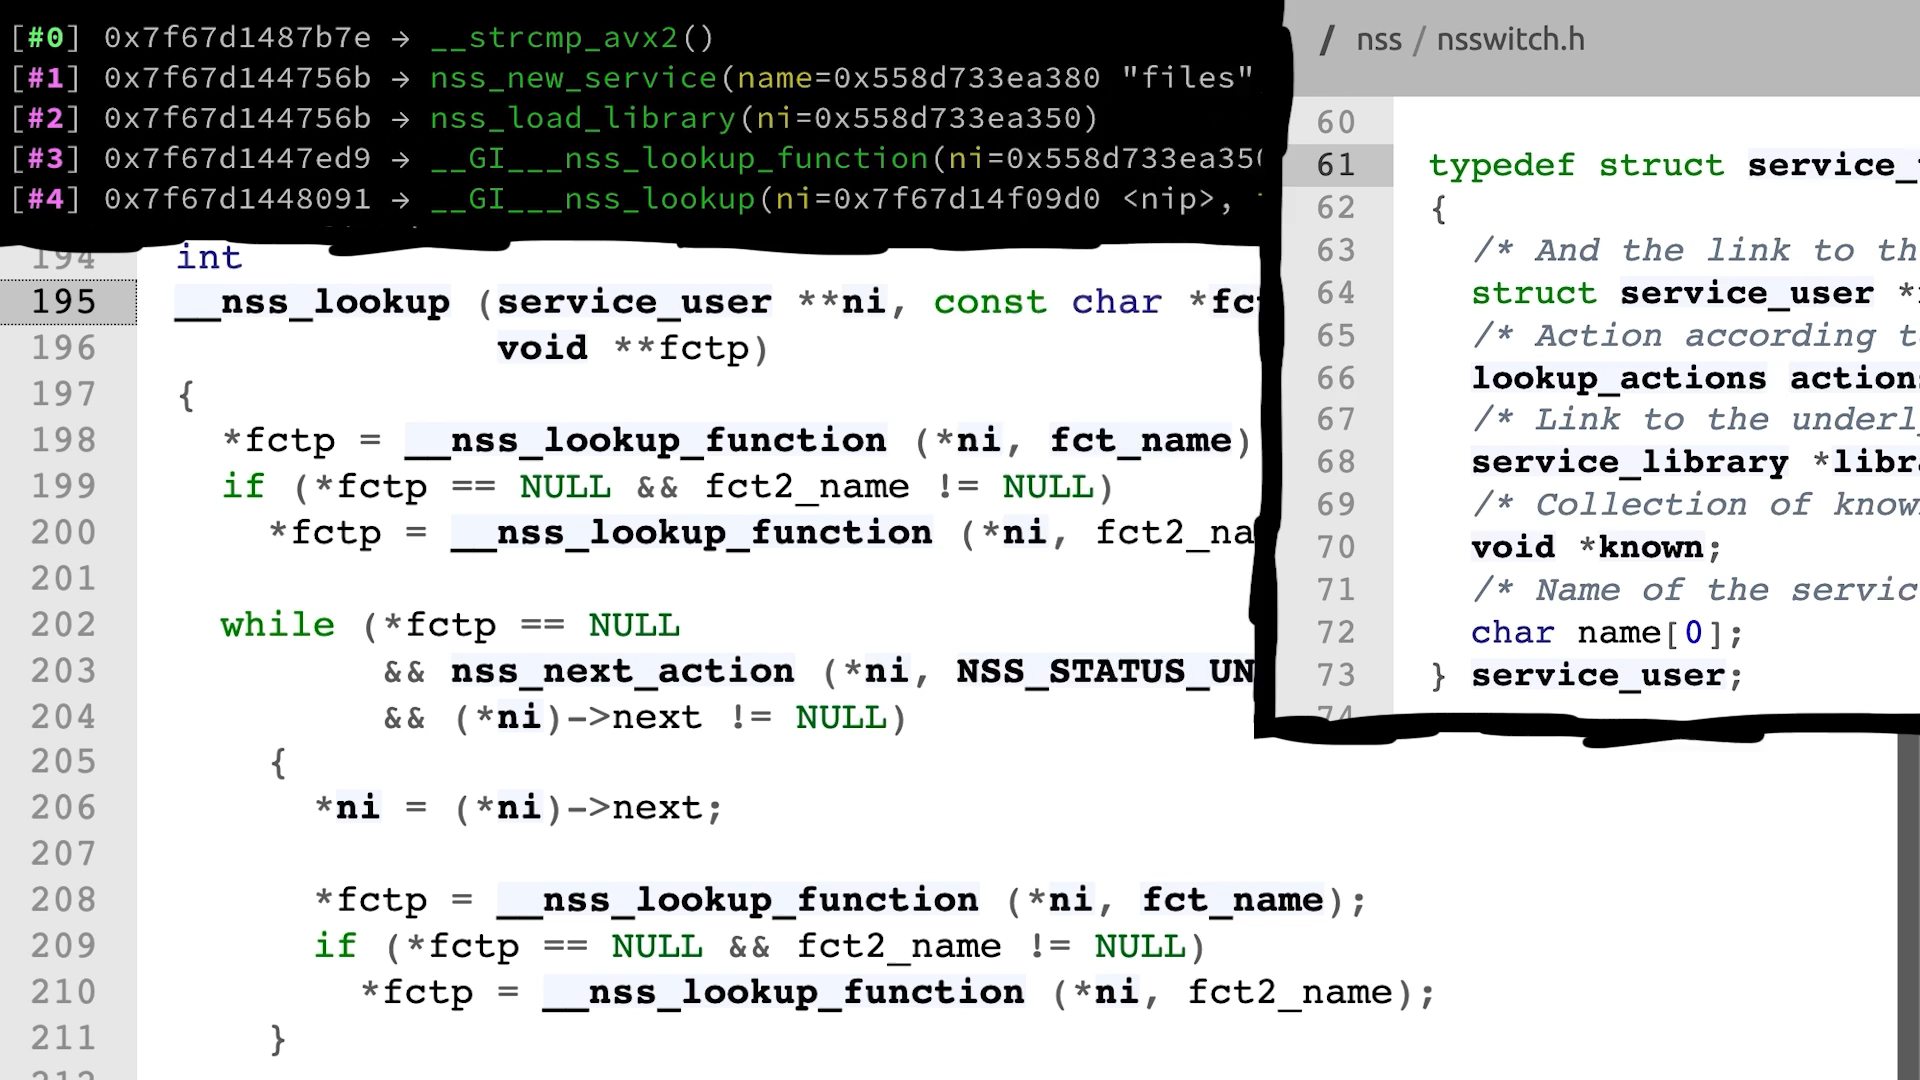 [#0] 0x7f67d1487b7e → __strcmp_avx2()
[#1] 0x7f67d144756b → nss_new_service(name=0x558d733ea380 "files"
[#2] 0x7f67d144756b → nss_load_library(ni=0x558d733ea350)
[#3] 0x7f67d1447ed9 → __GI___nss_lookup_function(ni=0x558d733ea350
[#4] 0x7f67d1448091 → __GI___nss_lookup(ni=0x7f67d14f09d0 <nip>,
194 int
195 __nss_lookup (service_user **ni, const char *fct
196 void **fctp)
197 {
198 *fctp = __nss_lookup_function (*ni, fct_name)
199 if (*fctp == NULL && fct2_name != NULL)
200 *fctp = __nss_lookup_function (*ni, fct2_na
201
202 while (*fctp == NULL
203 && nss_next_action (*ni, NSS_STATUS_UN
204 && (*ni)->next != NULL)
205 {
206 *ni = (*ni)->next;
207
208 *fctp = __nss_lookup_function (*ni, fct_name);
209 if (*fctp == NULL && fct2_name != NULL)
210 *fctp = __nss_lookup_function (*ni, fct2_name);
211 }
212
/ nss / nsswitch.h
60
61 typedef struct service_
62 {
63 /* And the link to th
64 struct service_user *
65 /* Action according t
66 lookup_actions actions
67 /* Link to the underl
68 service_library *libra
69 /* Collection of know
70 void *known;
71 /* Name of the servic
72 char name[0];
73 } service_user;
74